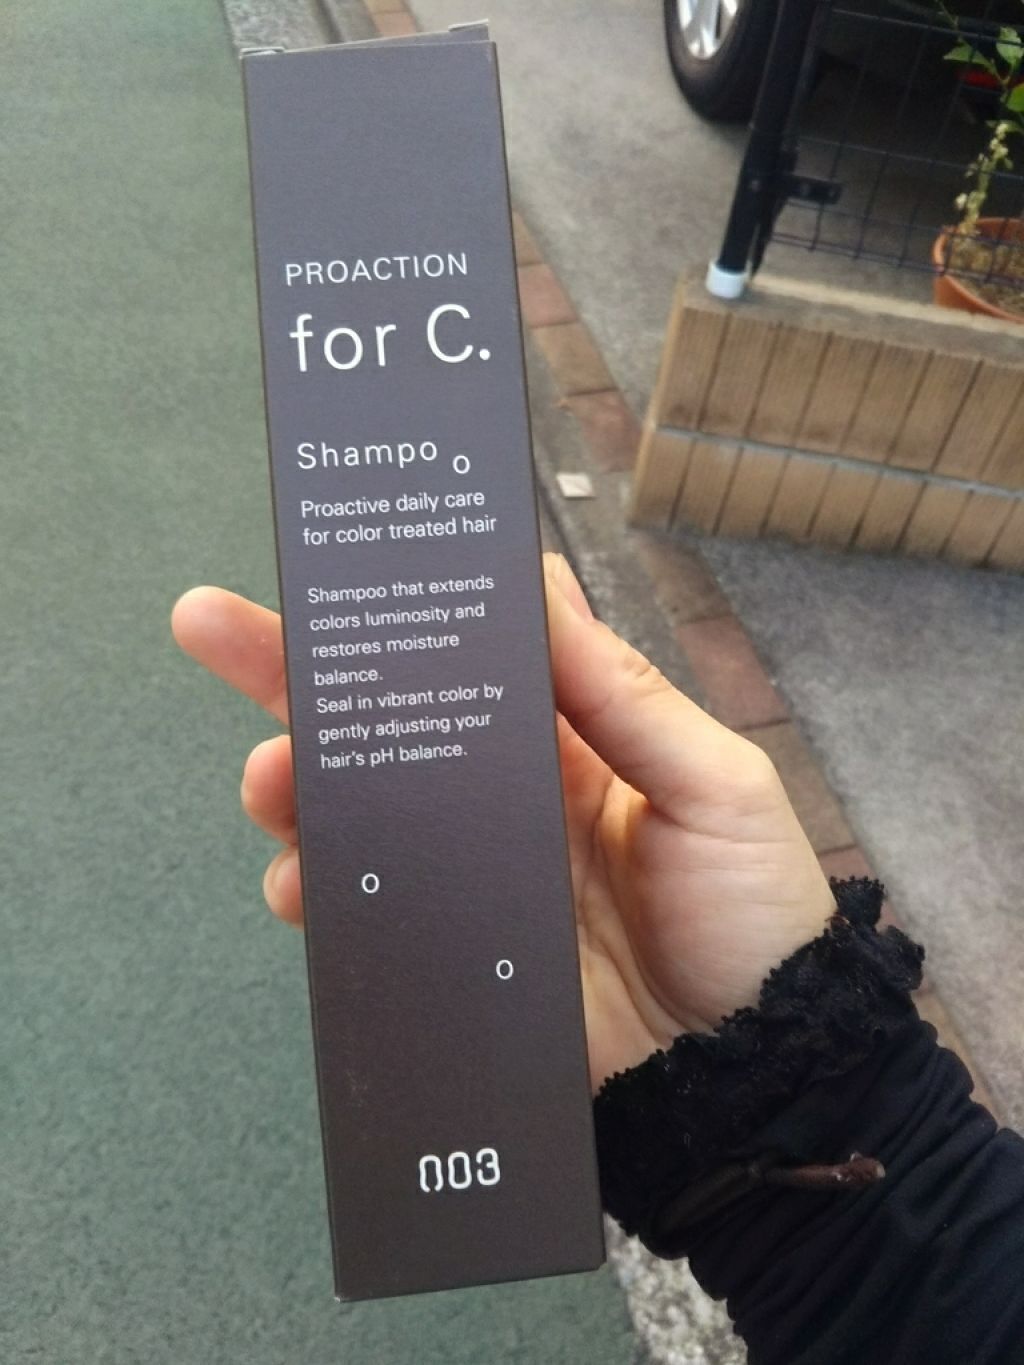 PROACTION
for C.
Shampoo
Proactive daily care
for color treated hair
Shampoo that extends
colors luminosity and
restores moisture
balance.
Seal in vibrant color by
gently adjusting your
hair's pH balance.
o
o
003